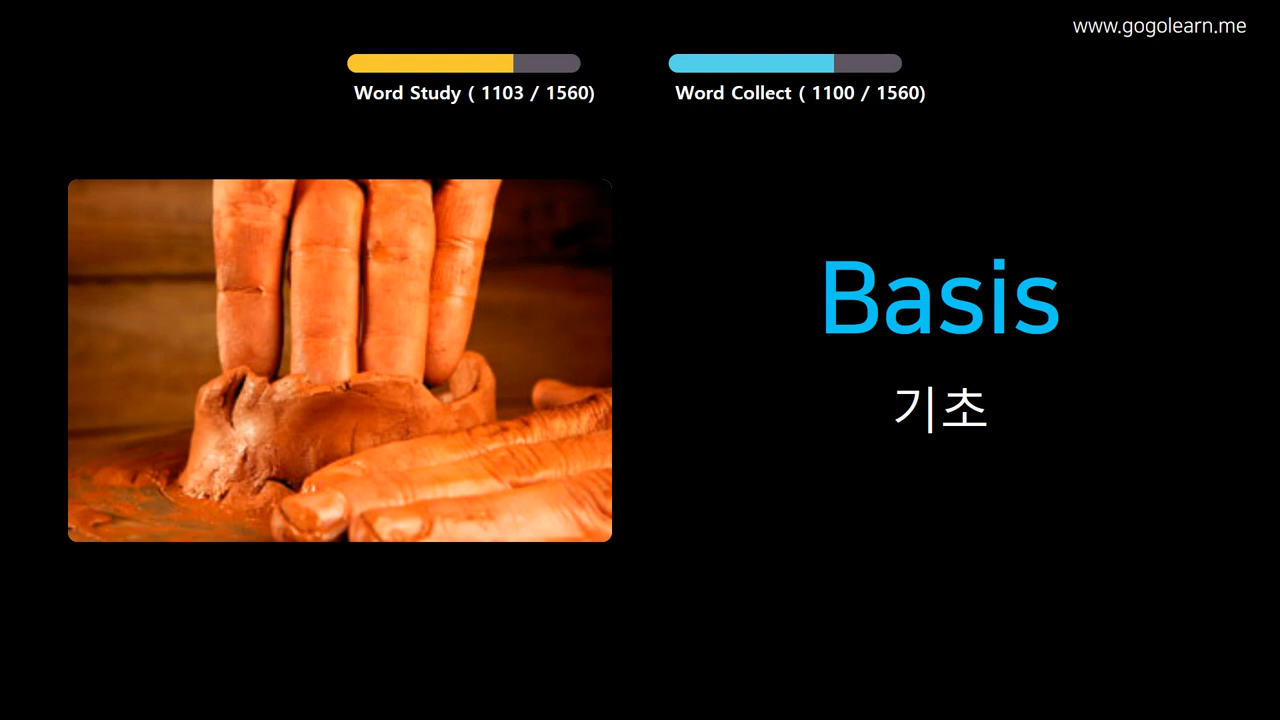 www.gogolearn.me
Word Study ( 1103 / 1560)
Word Collect ( 1100 / 1560)
Basis
기초